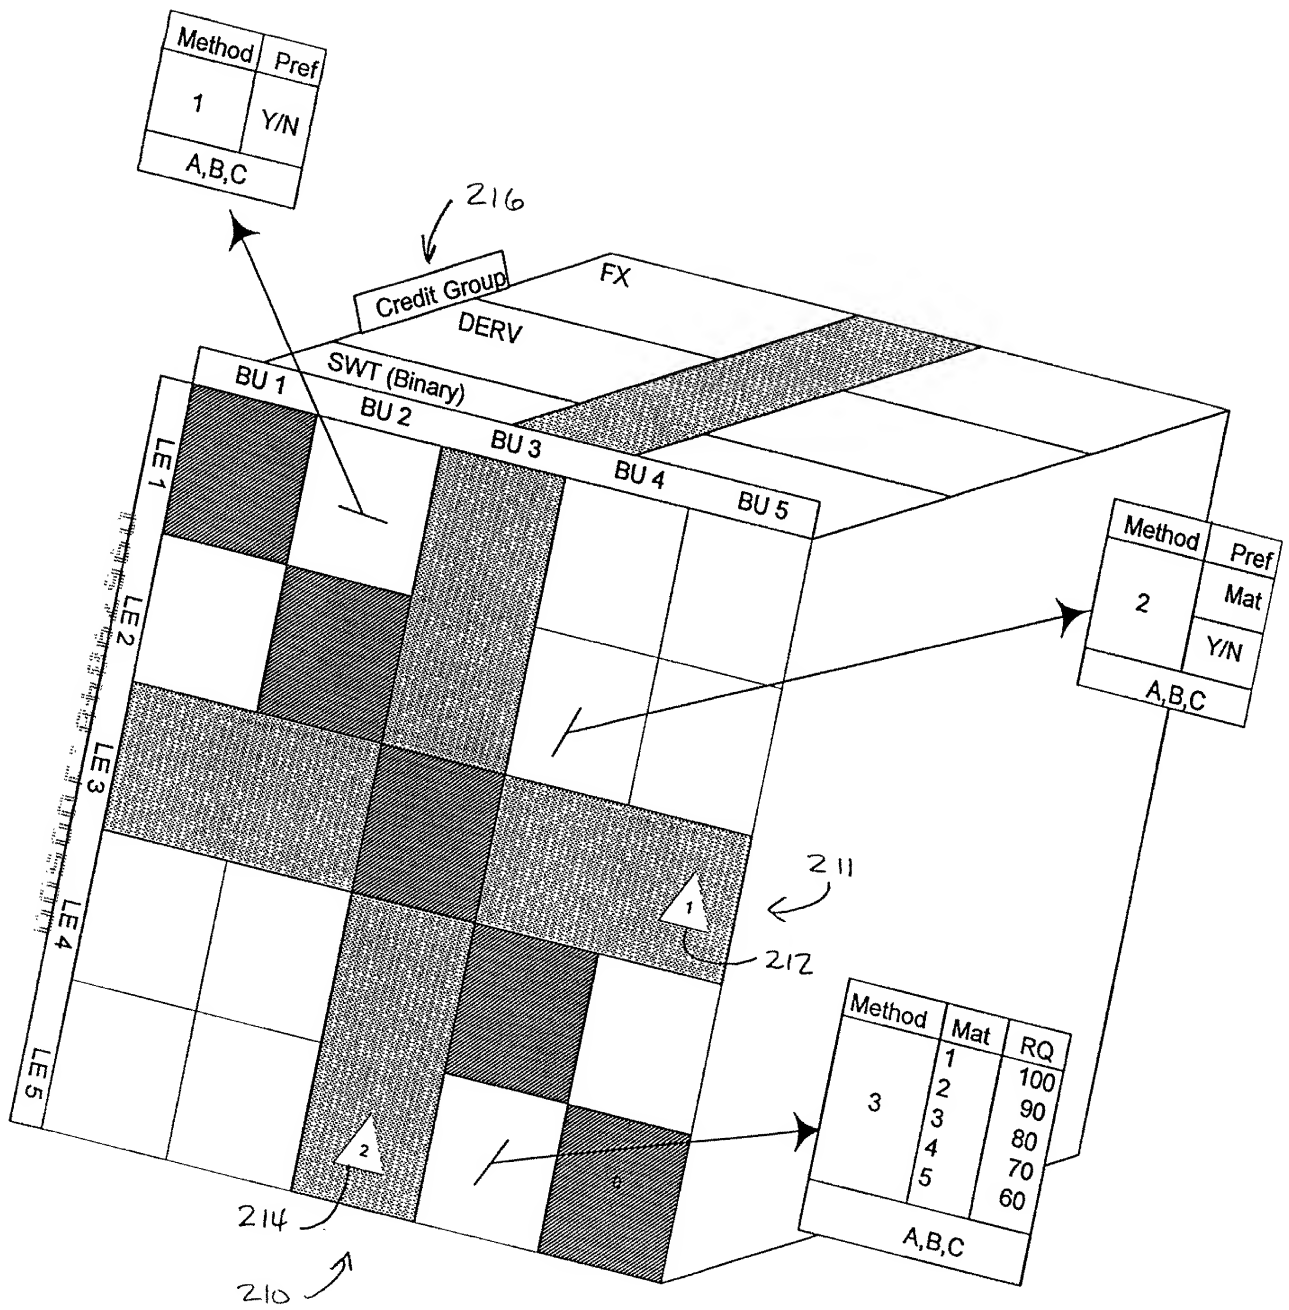 Method Pref
1 Y/N
A,B,C
216
Credit Group
FX
DERV
SWT (Binary)
BU 1 BU 2 BU 3 BU 4 BU 5
LE 1
LE 2
LE 3
LE 4
LE 5
Method Pref
2 Mat
Y/N
A,B,C
1
211
212
Method Mat RQ
3
1 100
2 90
3 80
4 70
5 60
A,B,C
2
214
210